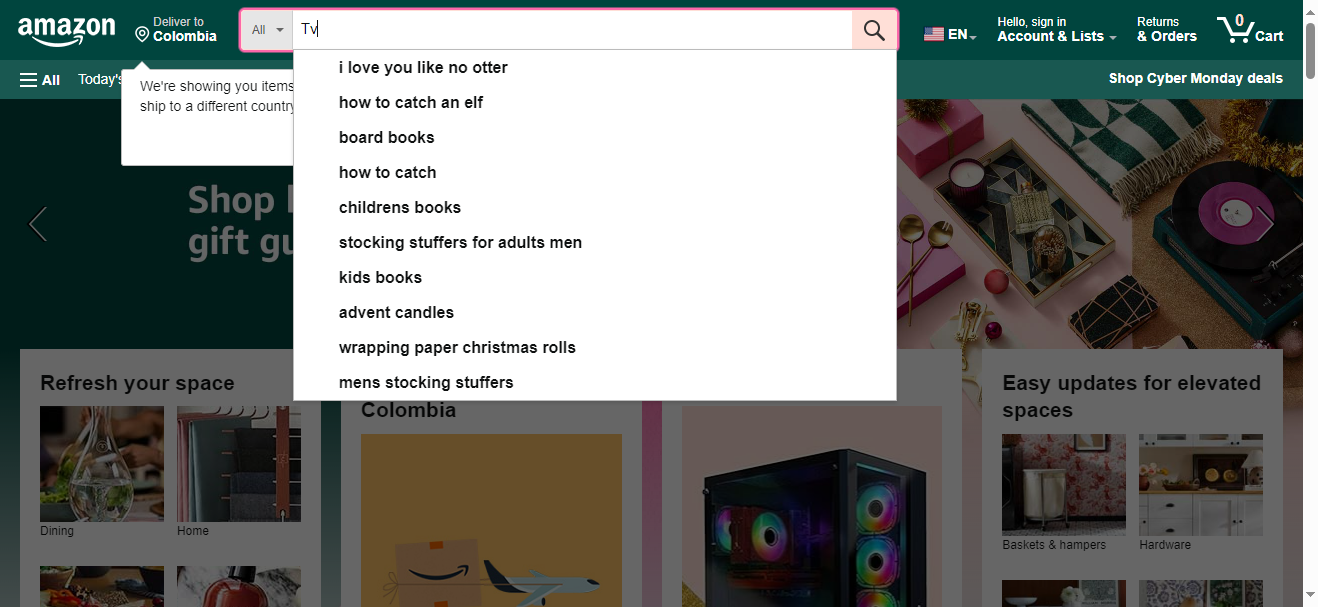 amazon
Deliver to
Colombia
All
Tv
EN
Hello, sign in
Account & Lists
Returns
& Orders
0
Cart
All
Today's
Shop Cyber Monday deals
We're showing you items
ship to a different country
i love you like no otter
how to catch an elf
board books
how to catch
childrens books
stocking stuffers for adults men
kids books
advent candles
wrapping paper christmas rolls
mens stocking stuffers
Shop
gift gu
Refresh your space
Dining
Home
Colombia
Easy updates for elevated
spaces
Baskets & hampers
Hardware